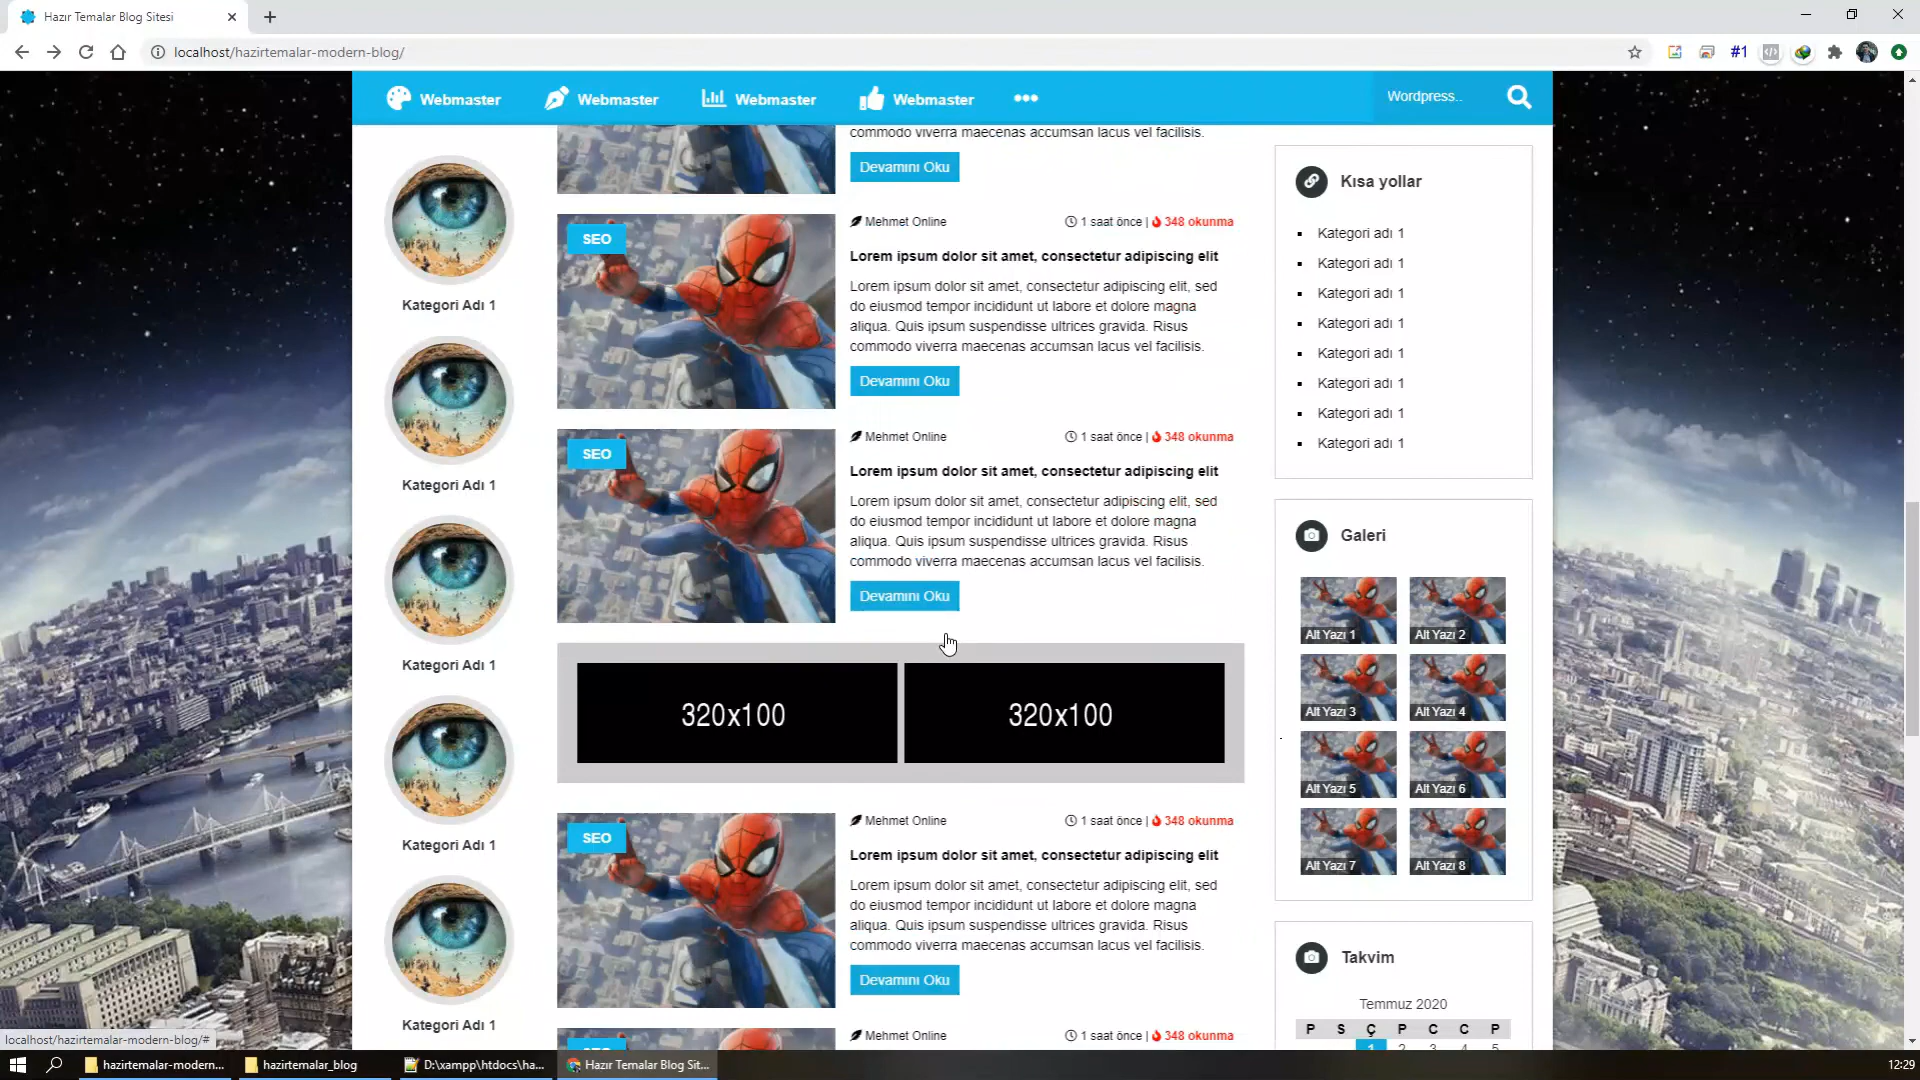 Hazır Temalar Blog Sitesi
localhost/hazirtemalar-modern-blog/
#1
Webmaster
Webmaster
Webmaster
Webmaster
Wordpress..
Kategori Adı 1
Kategori Adı 1
Kategori Adı 1
Kategori Adı 1
Kategori Adı 1
commodo viverra maecenas accumsan lacus vel facilisis.
Devamını Oku
SEO
Mehmet Online
1 saat önce | 348 okunma
Lorem ipsum dolor sit amet, consectetur adipiscing elit
Lorem ipsum dolor sit amet, consectetur adipiscing elit, sed
do eiusmod tempor incididunt ut labore et dolore magna
aliqua. Quis ipsum suspendisse ultrices gravida. Risus
commodo viverra maecenas accumsan lacus vel facilisis.
Devamını Oku
SEO
Mehmet Online
1 saat önce | 348 okunma
Lorem ipsum dolor sit amet, consectetur adipiscing elit
Lorem ipsum dolor sit amet, consectetur adipiscing elit, sed
do eiusmod tempor incididunt ut labore et dolore magna
aliqua. Quis ipsum suspendisse ultrices gravida. Risus
commodo viverra maecenas accumsan lacus vel facilisis.
Devamını Oku
320x100
320x100
SEO
Mehmet Online
1 saat önce | 348 okunma
Lorem ipsum dolor sit amet, consectetur adipiscing elit
Lorem ipsum dolor sit amet, consectetur adipiscing elit, sed
do eiusmod tempor incididunt ut labore et dolore magna
aliqua. Quis ipsum suspendisse ultrices gravida. Risus
commodo viverra maecenas accumsan lacus vel facilisis.
Devamını Oku
Mehmet Online
1 saat önce | 348 okunma
Kısa yollar
Kategori adı 1
Kategori adı 1
Kategori adı 1
Kategori adı 1
Kategori adı 1
Kategori adı 1
Kategori adı 1
Kategori adı 1
Galeri
Alt Yazı 1
Alt Yazı 2
Alt Yazı 3
Alt Yazı 4
Alt Yazı 5
Alt Yazı 6
Alt Yazı 7
Alt Yazı 8
Takvim
Temmuz 2020
P S Ç P C C P
1 2 3 4 5
localhost/hazirtemalar-modern-blog/#
hazirtemalar-modern...
hazirtemalar_blog
D:\xampp\htdocs\ha...
Hazır Temalar Blog Sit...
12:29